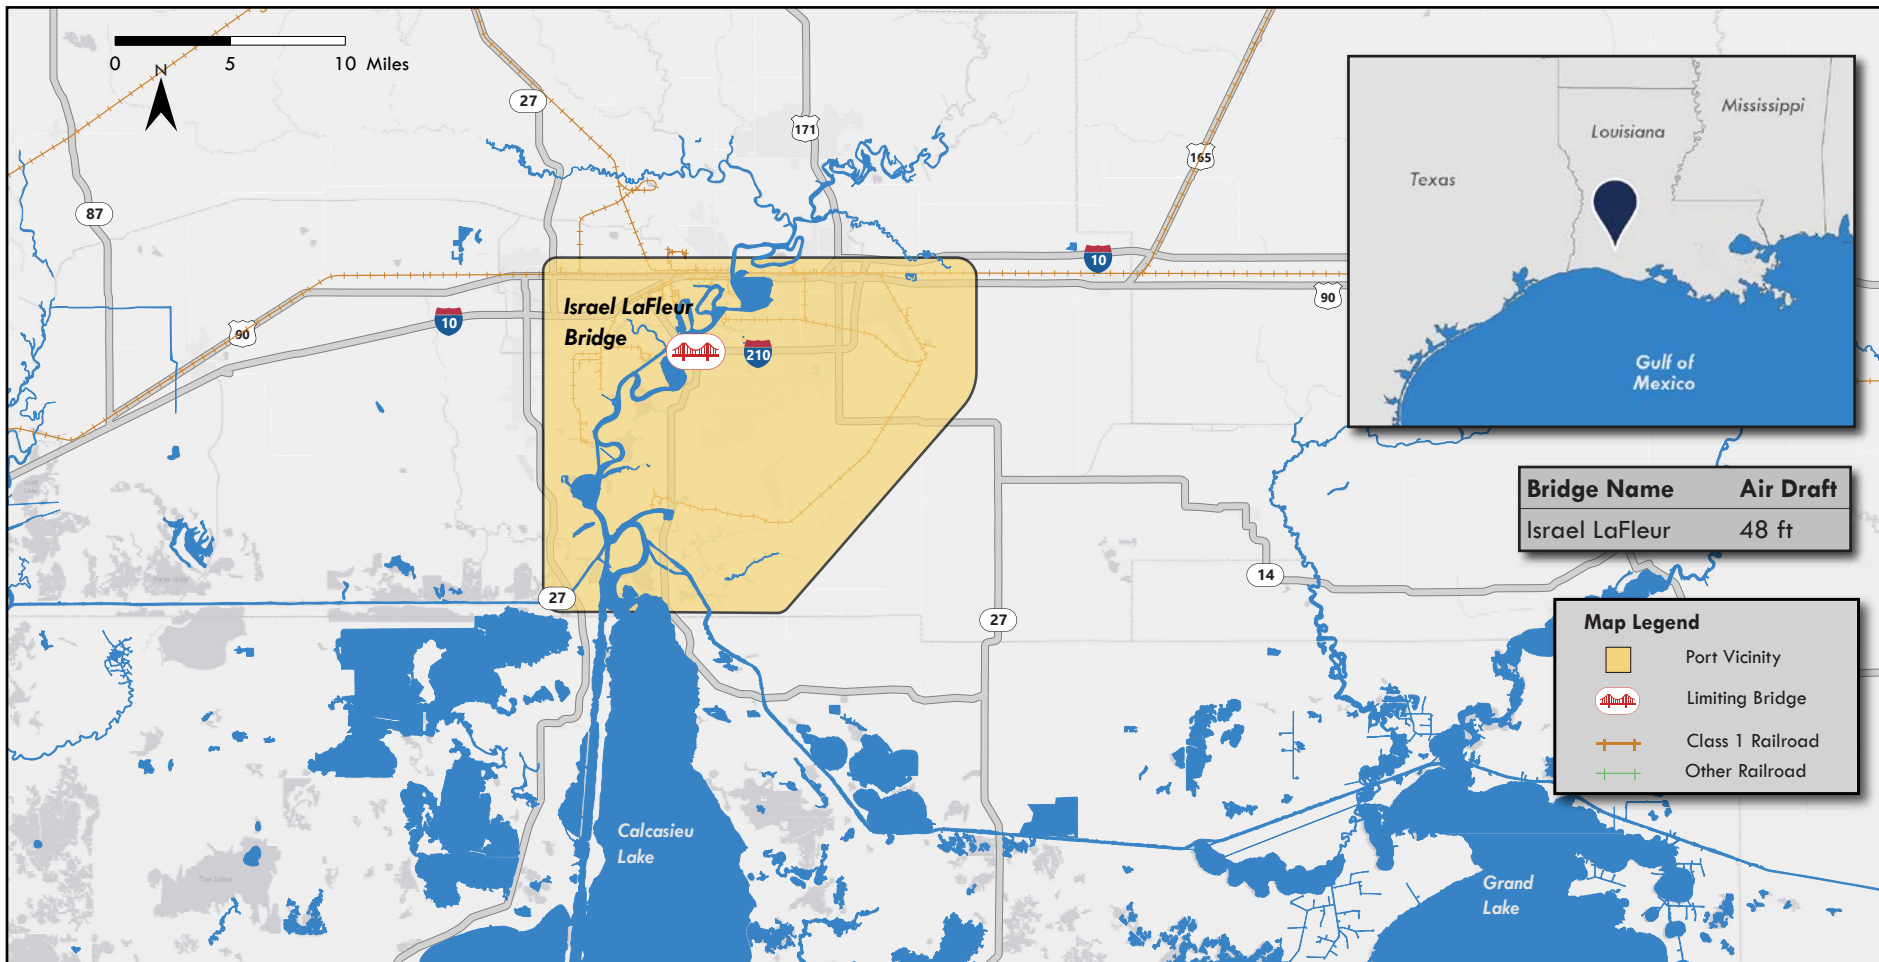 0 5 10 Miles
N
27
171
165
87
10
90
90
10
Israel LaFleur
Bridge
210
27
27
14
Calcasieu
Lake
Grand
Lake
Mississippi
Louisiana
Texas
Gulf of
Mexico
Bridge Name Air Draft
Israel LaFleur 48 ft
Map Legend
Port Vicinity
Limiting Bridge
Class 1 Railroad
Other Railroad